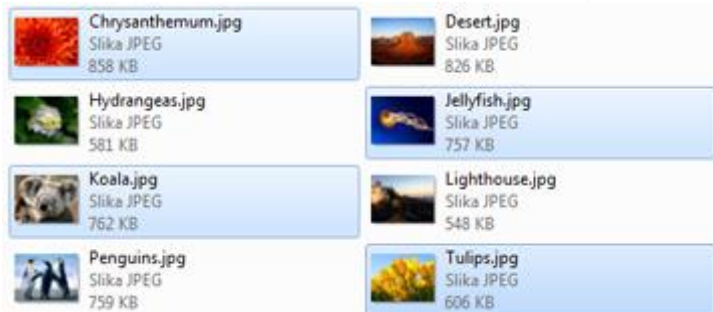 Chrysanthemum.jpg
Slika JPEG
858 KB
Desert.jpg
Slika JPEG
826 KB
Hydrangeas.jpg
Slika JPEG
581 KB
Jellyfish.jpg
Slika JPEG
757 KB
Koala.jpg
Slika JPEG
762 KB
Lighthouse.jpg
Slika JPEG
548 KB
Penguins.jpg
Slika JPEG
759 KB
Tulips.jpg
Slika JPEG
606 KB